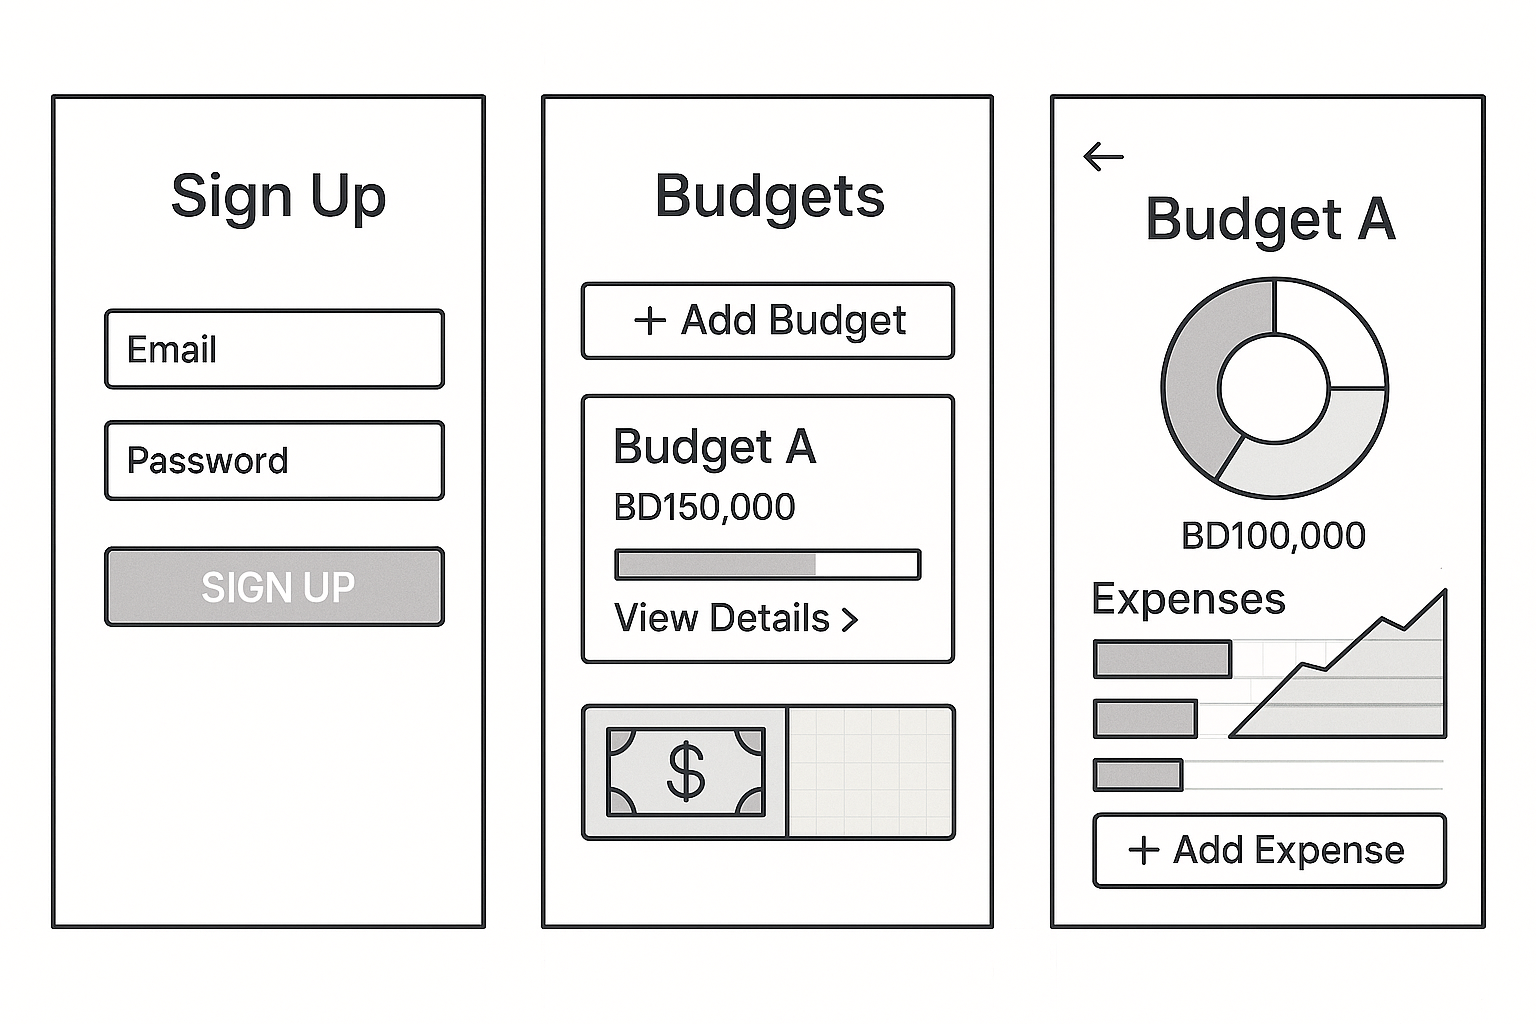 Sign Up
Email
Password
SIGN UP
Budgets
+ Add Budget
Budget A
BD150,000
View Details >
$
←
Budget A
BD100,000
Expenses
+ Add Expense